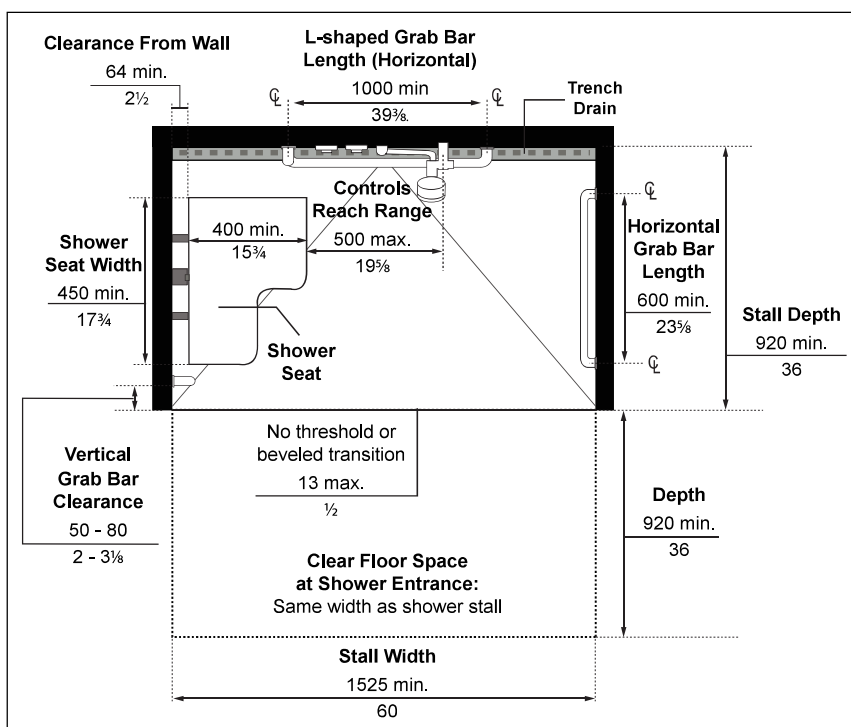 Clearance From Wall
64 min.
2½
L-shaped Grab Bar
Length (Horizontal)
1000 min
39⅜.
℄
℄
Trench
Drain
Controls
Reach Range
500 max.
19⅝
400 min.
15¾
Shower
Seat Width
450 min.
17¾
Shower
Seat
℄
Horizontal
Grab Bar
Length
600 min.
23⅝
℄
Stall Depth
920 min.
36
No threshold or
beveled transition
13 max.
½
Vertical
Grab Bar
Clearance
50 - 80
2 - 3⅛
Depth
920 min.
36
Clear Floor Space
at Shower Entrance:
Same width as shower stall
Stall Width
1525 min.
60